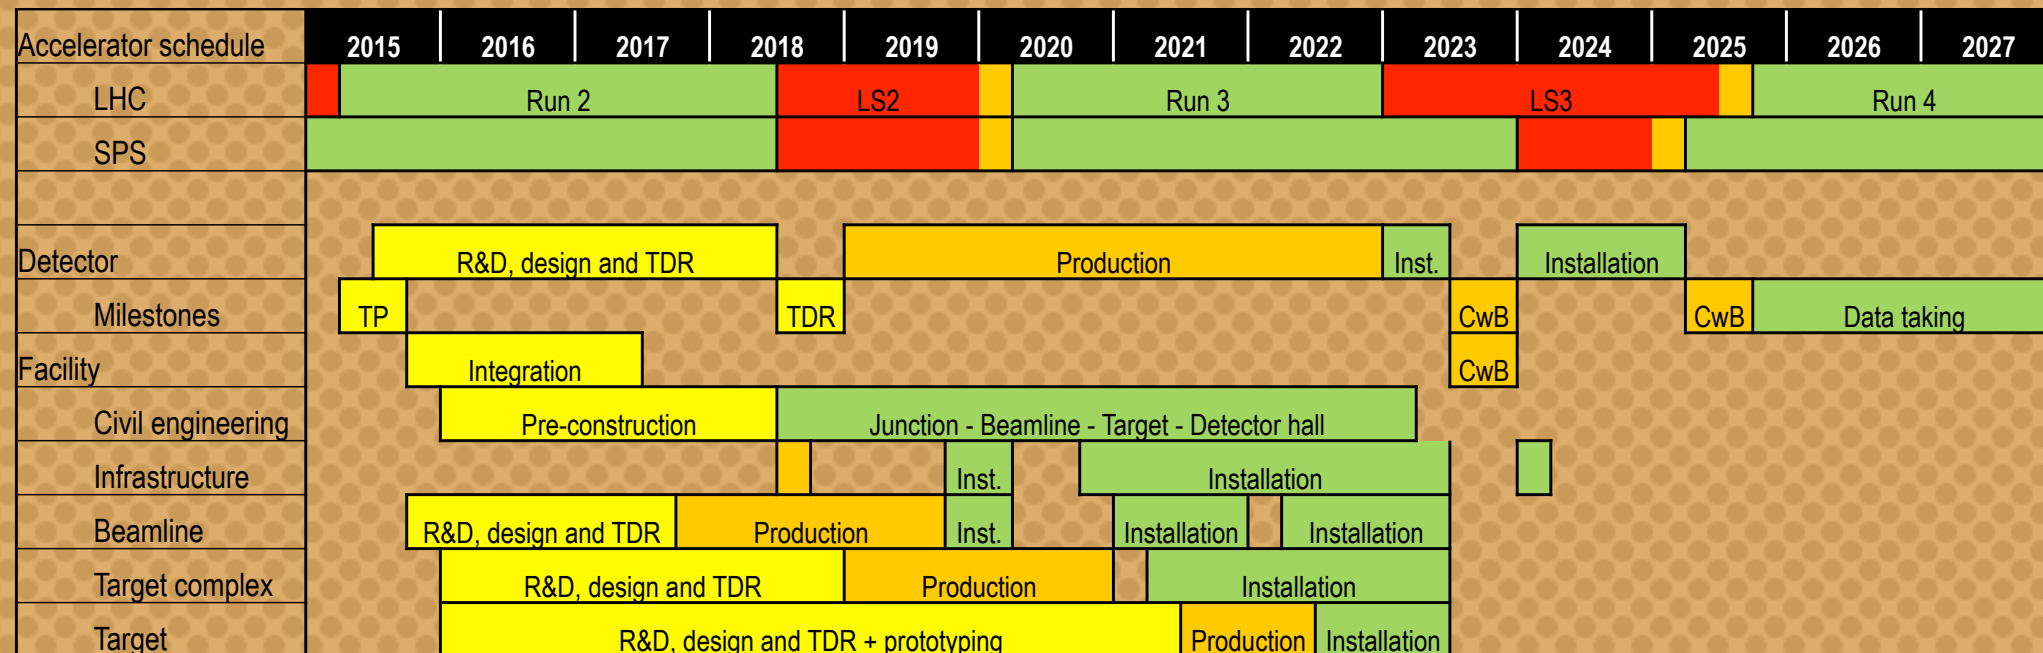 Accelerator schedule 2015 2016 2017 2018 2019 2020 2021 2022 2023 2024 2025 2026 2027
LHC Run 2 LS2 Run 3 LS3 Run 4
SPS
Detector R&D, design and TDR Production Inst. Installation
Milestones TP TDR CwB CwB Data taking
Facility Integration CwB
Civil engineering Pre-construction Junction - Beamline - Target - Detector hall
Infrastructure Inst. Installation
Beamline R&D, design and TDR Production Inst. Installation Installation
Target complex R&D, design and TDR Production Installation
Target R&D, design and TDR + prototyping Production Installation